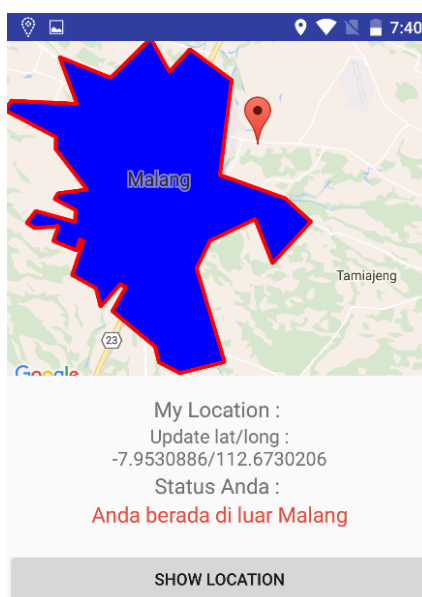 7:40
Malang
Tamiajeng
23
Google
My Location :
Update lat/long :
-7.9530886/112.6730206
Status Anda :
Anda berada di luar Malang
SHOW LOCATION